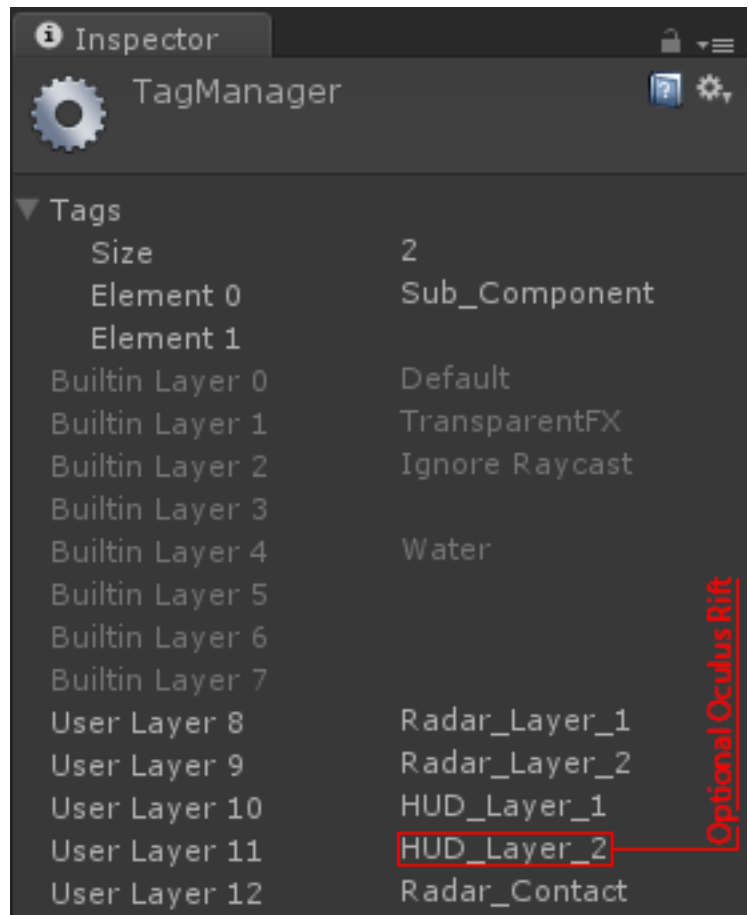 Inspector
TagManager
Tags
Size 2
Element 0 Sub_Component
Element 1
Builtin Layer 0 Default
Builtin Layer 1 TransparentFX
Builtin Layer 2 Ignore Raycast
Builtin Layer 3
Builtin Layer 4 Water
Builtin Layer 5
Builtin Layer 6
Builtin Layer 7
User Layer 8 Radar_Layer_1
User Layer 9 Radar_Layer_2
User Layer 10 HUD_Layer_1
User Layer 11 HUD_Layer_2
User Layer 12 Radar_Contact
Optional Oculus Rift